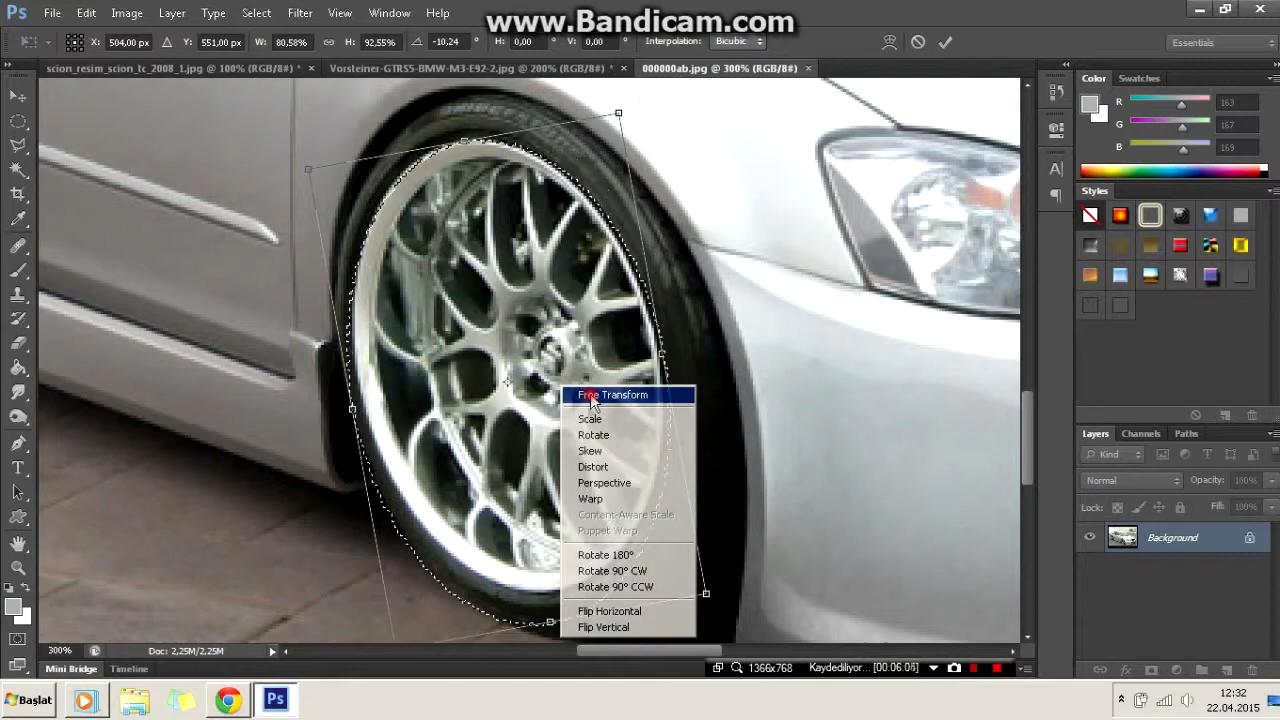 www.Bandicam.com
Ps File Edit Image Layer Type Select Filter View Window Help
X: 504,00 px Y: 551,00 px W: 80,58% H: 92,55% -10,24 H: 0,00 V: 0,00 Interpolation: Bicubic Essentials
scion_resim_scion_tc_2008_1.jpg @ 100% (RGB/8#) * Vorsteiner-GTRS5-BMW-M3-E92-2.jpg @ 200% (RGB/8#) * 000000ab.jpg @ 300% (RGB/8#)
Color Swatches
R 163
G 167
B 169
Styles
Free Transform
Scale
Rotate
Skew
Distort
Perspective
Warp
Content-Aware Scale
Puppet Warp
Rotate 180°
Rotate 90° CW
Rotate 90° CCW
Flip Horizontal
Flip Vertical
Layers Channels Paths
Kind
Normal Opacity: 100%
Lock: Fill: 100%
Background
300% Doc: 2,25M/2,25M
Mini Bridge Timeline
1366x768 Kaydediliyor... [00:06:06]
Başlat Ps
12:32
22.04.2015